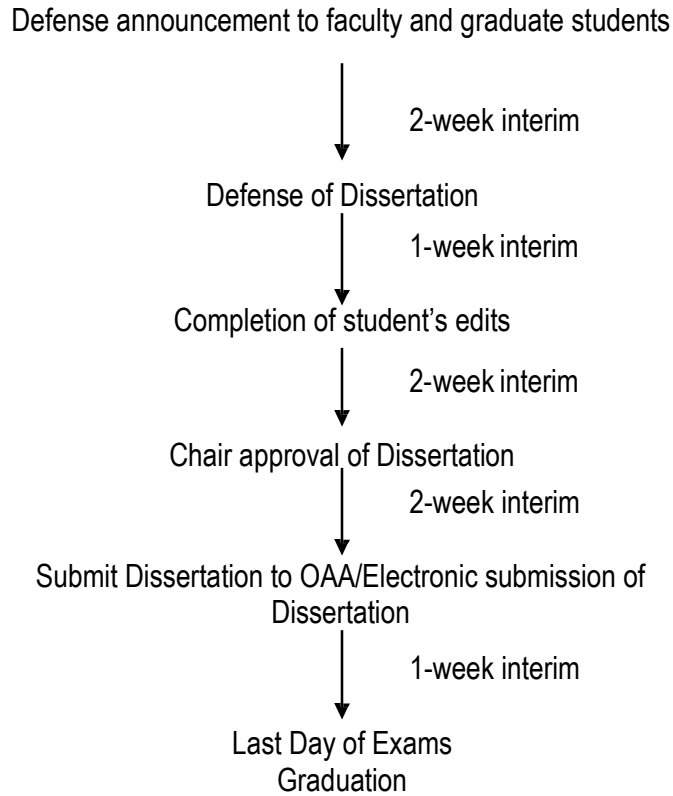 Defense announcement to faculty and graduate students
2-week interim
Defense of Dissertation
1-week interim
Completion of student’s edits
2-week interim
Chair approval of Dissertation
2-week interim
Submit Dissertation to OAA/Electronic submission of
Dissertation
1-week interim
Last Day of Exams
Graduation